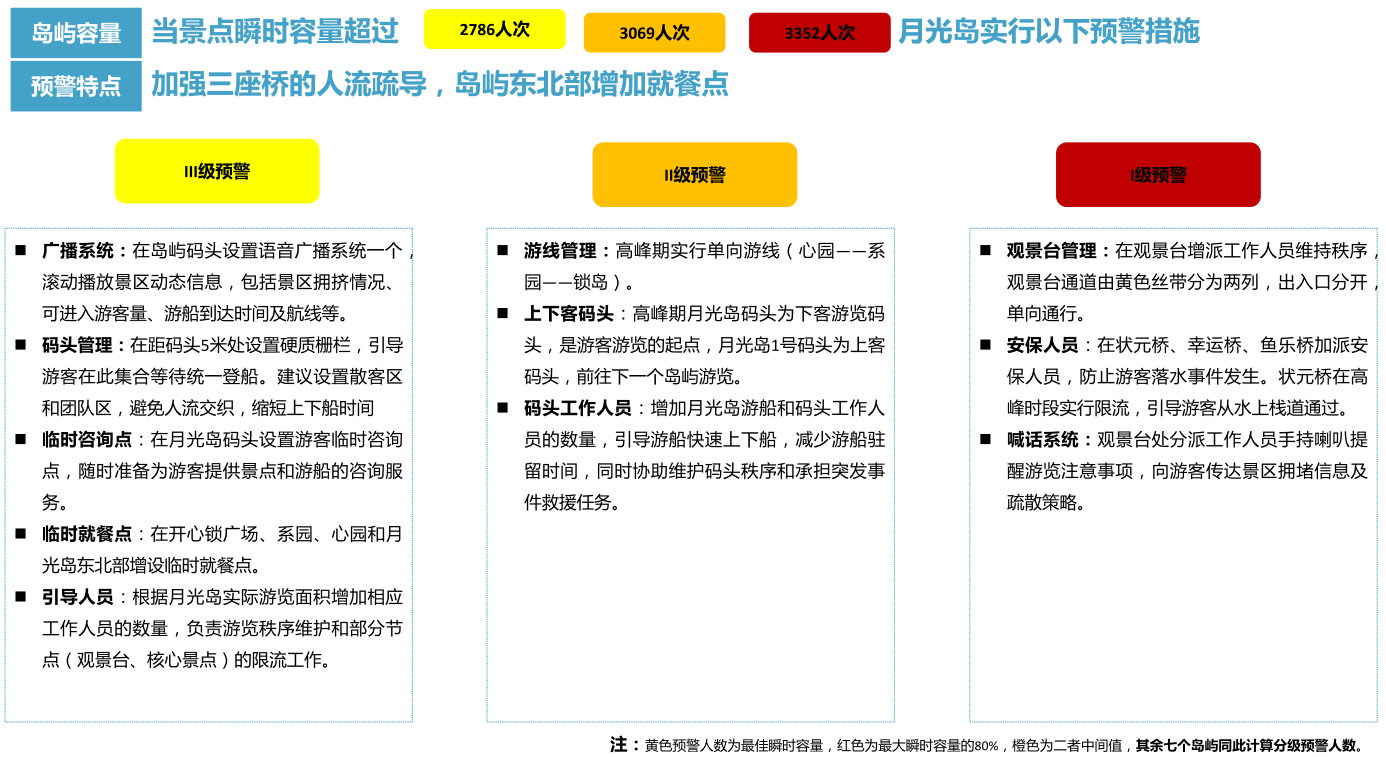 岛屿容量 当景点瞬时容量超过 2786人次 3069人次 3352人次 月光岛实行以下预警措施
预警特点 加强三座桥的人流疏导，岛屿东北部增加就餐点
III级预警
■ 广播系统：在岛屿码头设置语音广播系统一个，
滚动播放景区动态信息，包括景区拥挤情况、
可进入游客量、游船到达时间及航线等。
■ 码头管理：在距码头5米处设置硬质栅栏，引导
游客在此集合等待统一登船。建议设置散客区
和团队区，避免人流交织，缩短上下船时间
■ 临时咨询点：在月光岛码头设置游客临时咨询
点，随时准备为游客提供景点和游船的咨询服
务。
■ 临时就餐点：在开心锁广场、系园、心园和月
光岛东北部增设临时就餐点。
■ 引导人员：根据月光岛实际游览面积增加相应
工作人员的数量，负责游览秩序维护和部分节
点（观景台、核心景点）的限流工作。
II级预警
■ 游线管理：高峰期实行单向游线（心园——系
园——锁岛）。
■ 上下客码头：高峰期月光岛码头为下客游览码
头，是游客游览的起点，月光岛1号码头为上客
码头，前往下一个岛屿游览。
■ 码头工作人员：增加月光岛游船和码头工作人
员的数量，引导游船快速上下船，减少游船驻
留时间，同时协助维护码头秩序和承担突发事
件救援任务。
I级预警
■ 观景台管理：在观景台增派工作人员维持秩序，
观景台通道由黄色丝带分为两列，出入口分开，
单向通行。
■ 安保人员：在状元桥、幸运桥、鱼乐桥加派安
保人员，防止游客落水事件发生。状元桥在高
峰时段实行限流，引导游客从水上栈道通过。
■ 喊话系统：观景台处分派工作人员手持喇叭提
醒游览注意事项，向游客传达景区拥堵信息及
疏散策略。
注：黄色预警人数为最佳瞬时容量，红色为最大瞬时容量的80%，橙色为二者中间值，其余七个岛屿同此计算分级预警人数。